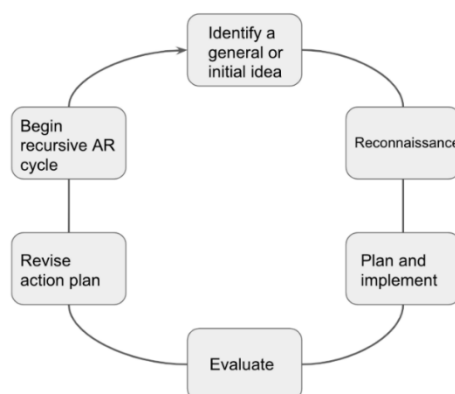 Identify a
general or
initial idea
Reconnaissance
Plan and
implement
Evaluate
Revise
action plan
Begin
recursive AR
cycle